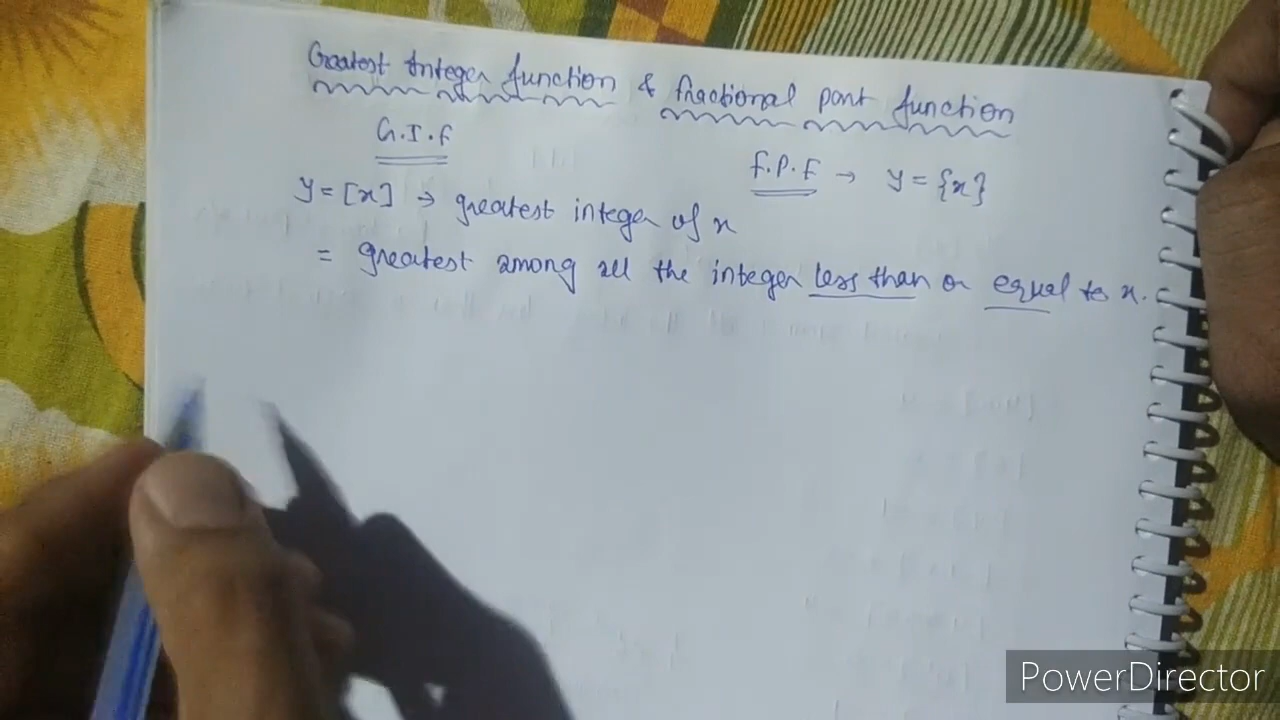 Greatest Integer function & fractional part function
G.I.F
F.P.F → y = {x}
y = [x] → greatest integer of x
= greatest among all the integer less than or equal to x.
PowerDirector